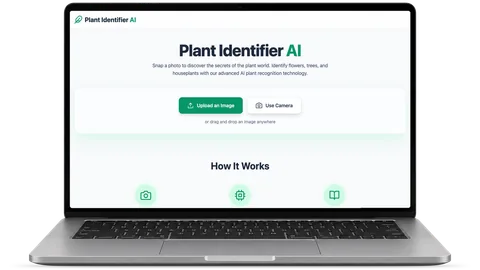 Plant Identifier AI
Plant Identifier AI
Snap a photo to discover the secrets of the plant world. Identify flowers, trees, and
houseplants with our advanced AI plant recognition technology.
Upload an Image
Use Camera
or drag and drop an image anywhere
How It Works